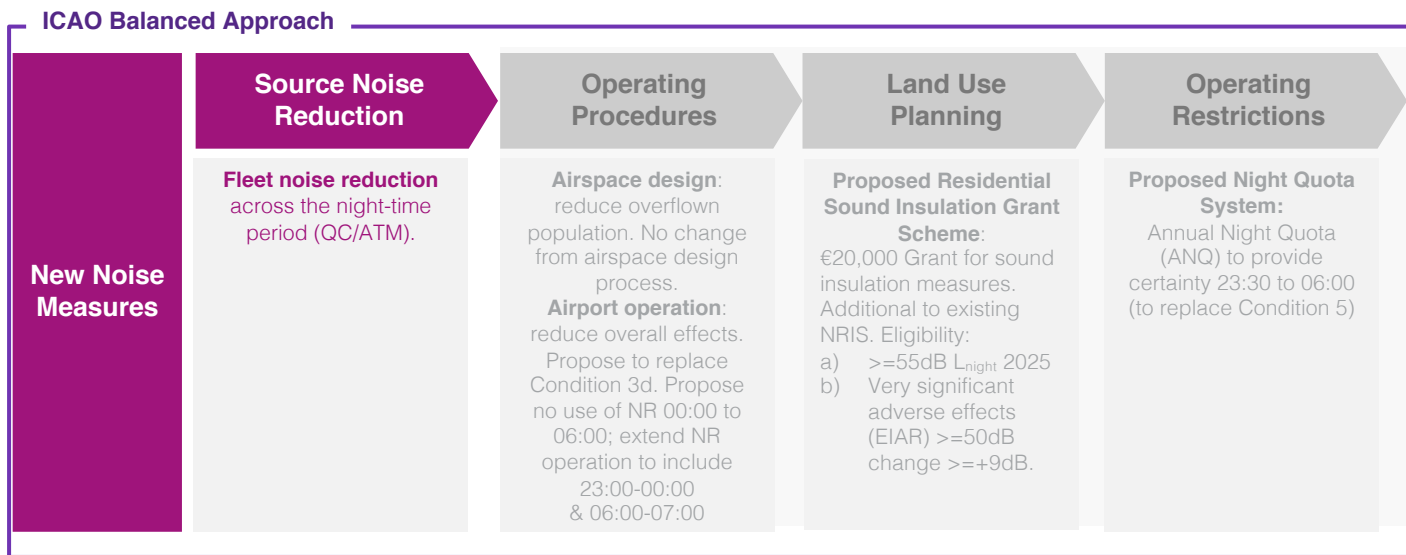 ICAO Balanced Approach
New Noise
Measures
Source Noise
Reduction
Fleet noise reduction
across the night-time
period (QC/ATM).
Operating
Procedures
Airspace design:
reduce overflown
population. No change
from airspace design
process.
Airport operation:
reduce overall effects.
Propose to replace
Condition 3d. Propose
no use of NR 00:00 to
06:00; extend NR
operation to include
23:00-00:00
& 06:00-07:00
Land Use
Planning
Proposed Residential
Sound Insulation Grant
Scheme:
€20,000 Grant for sound
insulation measures.
Additional to existing
NRIS. Eligibility:
a) >=55dB Lnight 2025
b) Very significant
adverse effects
(EIAR) >=50dB
change >=+9dB.
Operating
Restrictions
Proposed Night Quota
System:
Annual Night Quota
(ANQ) to provide
certainty 23:30 to 06:00
(to replace Condition 5)